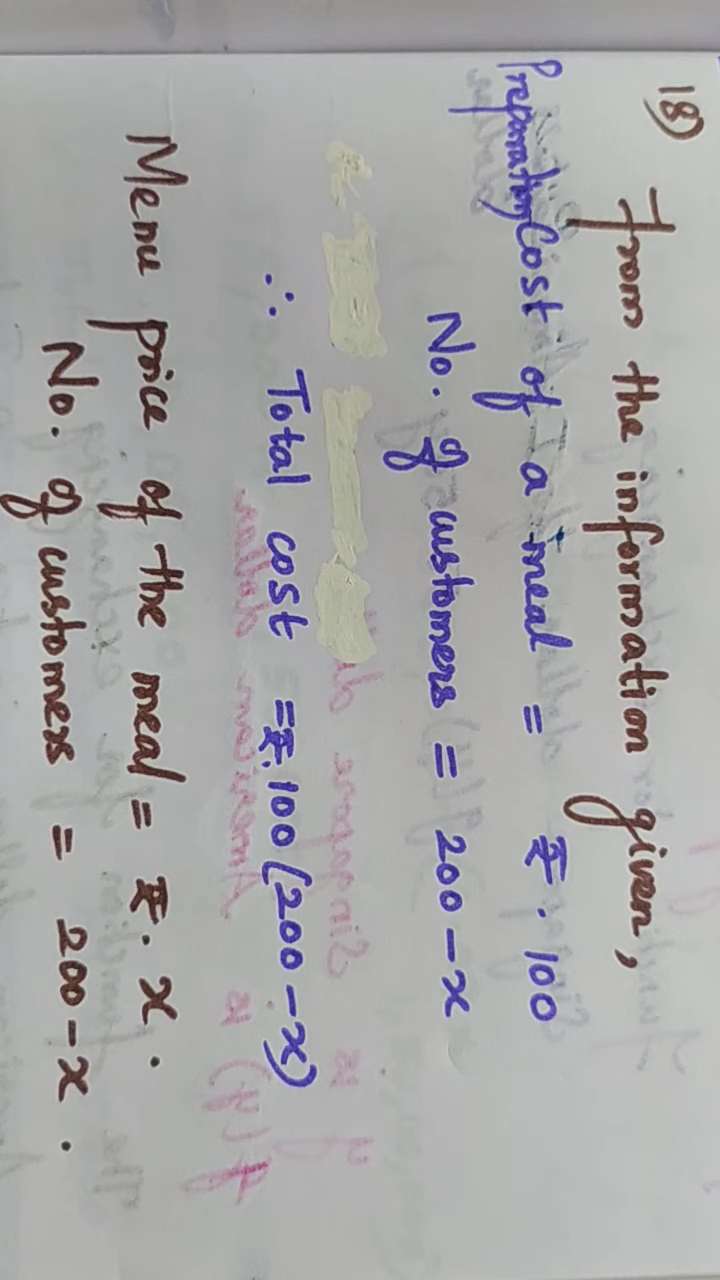 18)
From the information given,
Preparation Cost of a meal = ₹. 100
No. of customers = 200 - x
∴ Total cost = ₹. 100 (200 - x)
Menu price of the meal = ₹. x.
No. of customers = 200 - x.